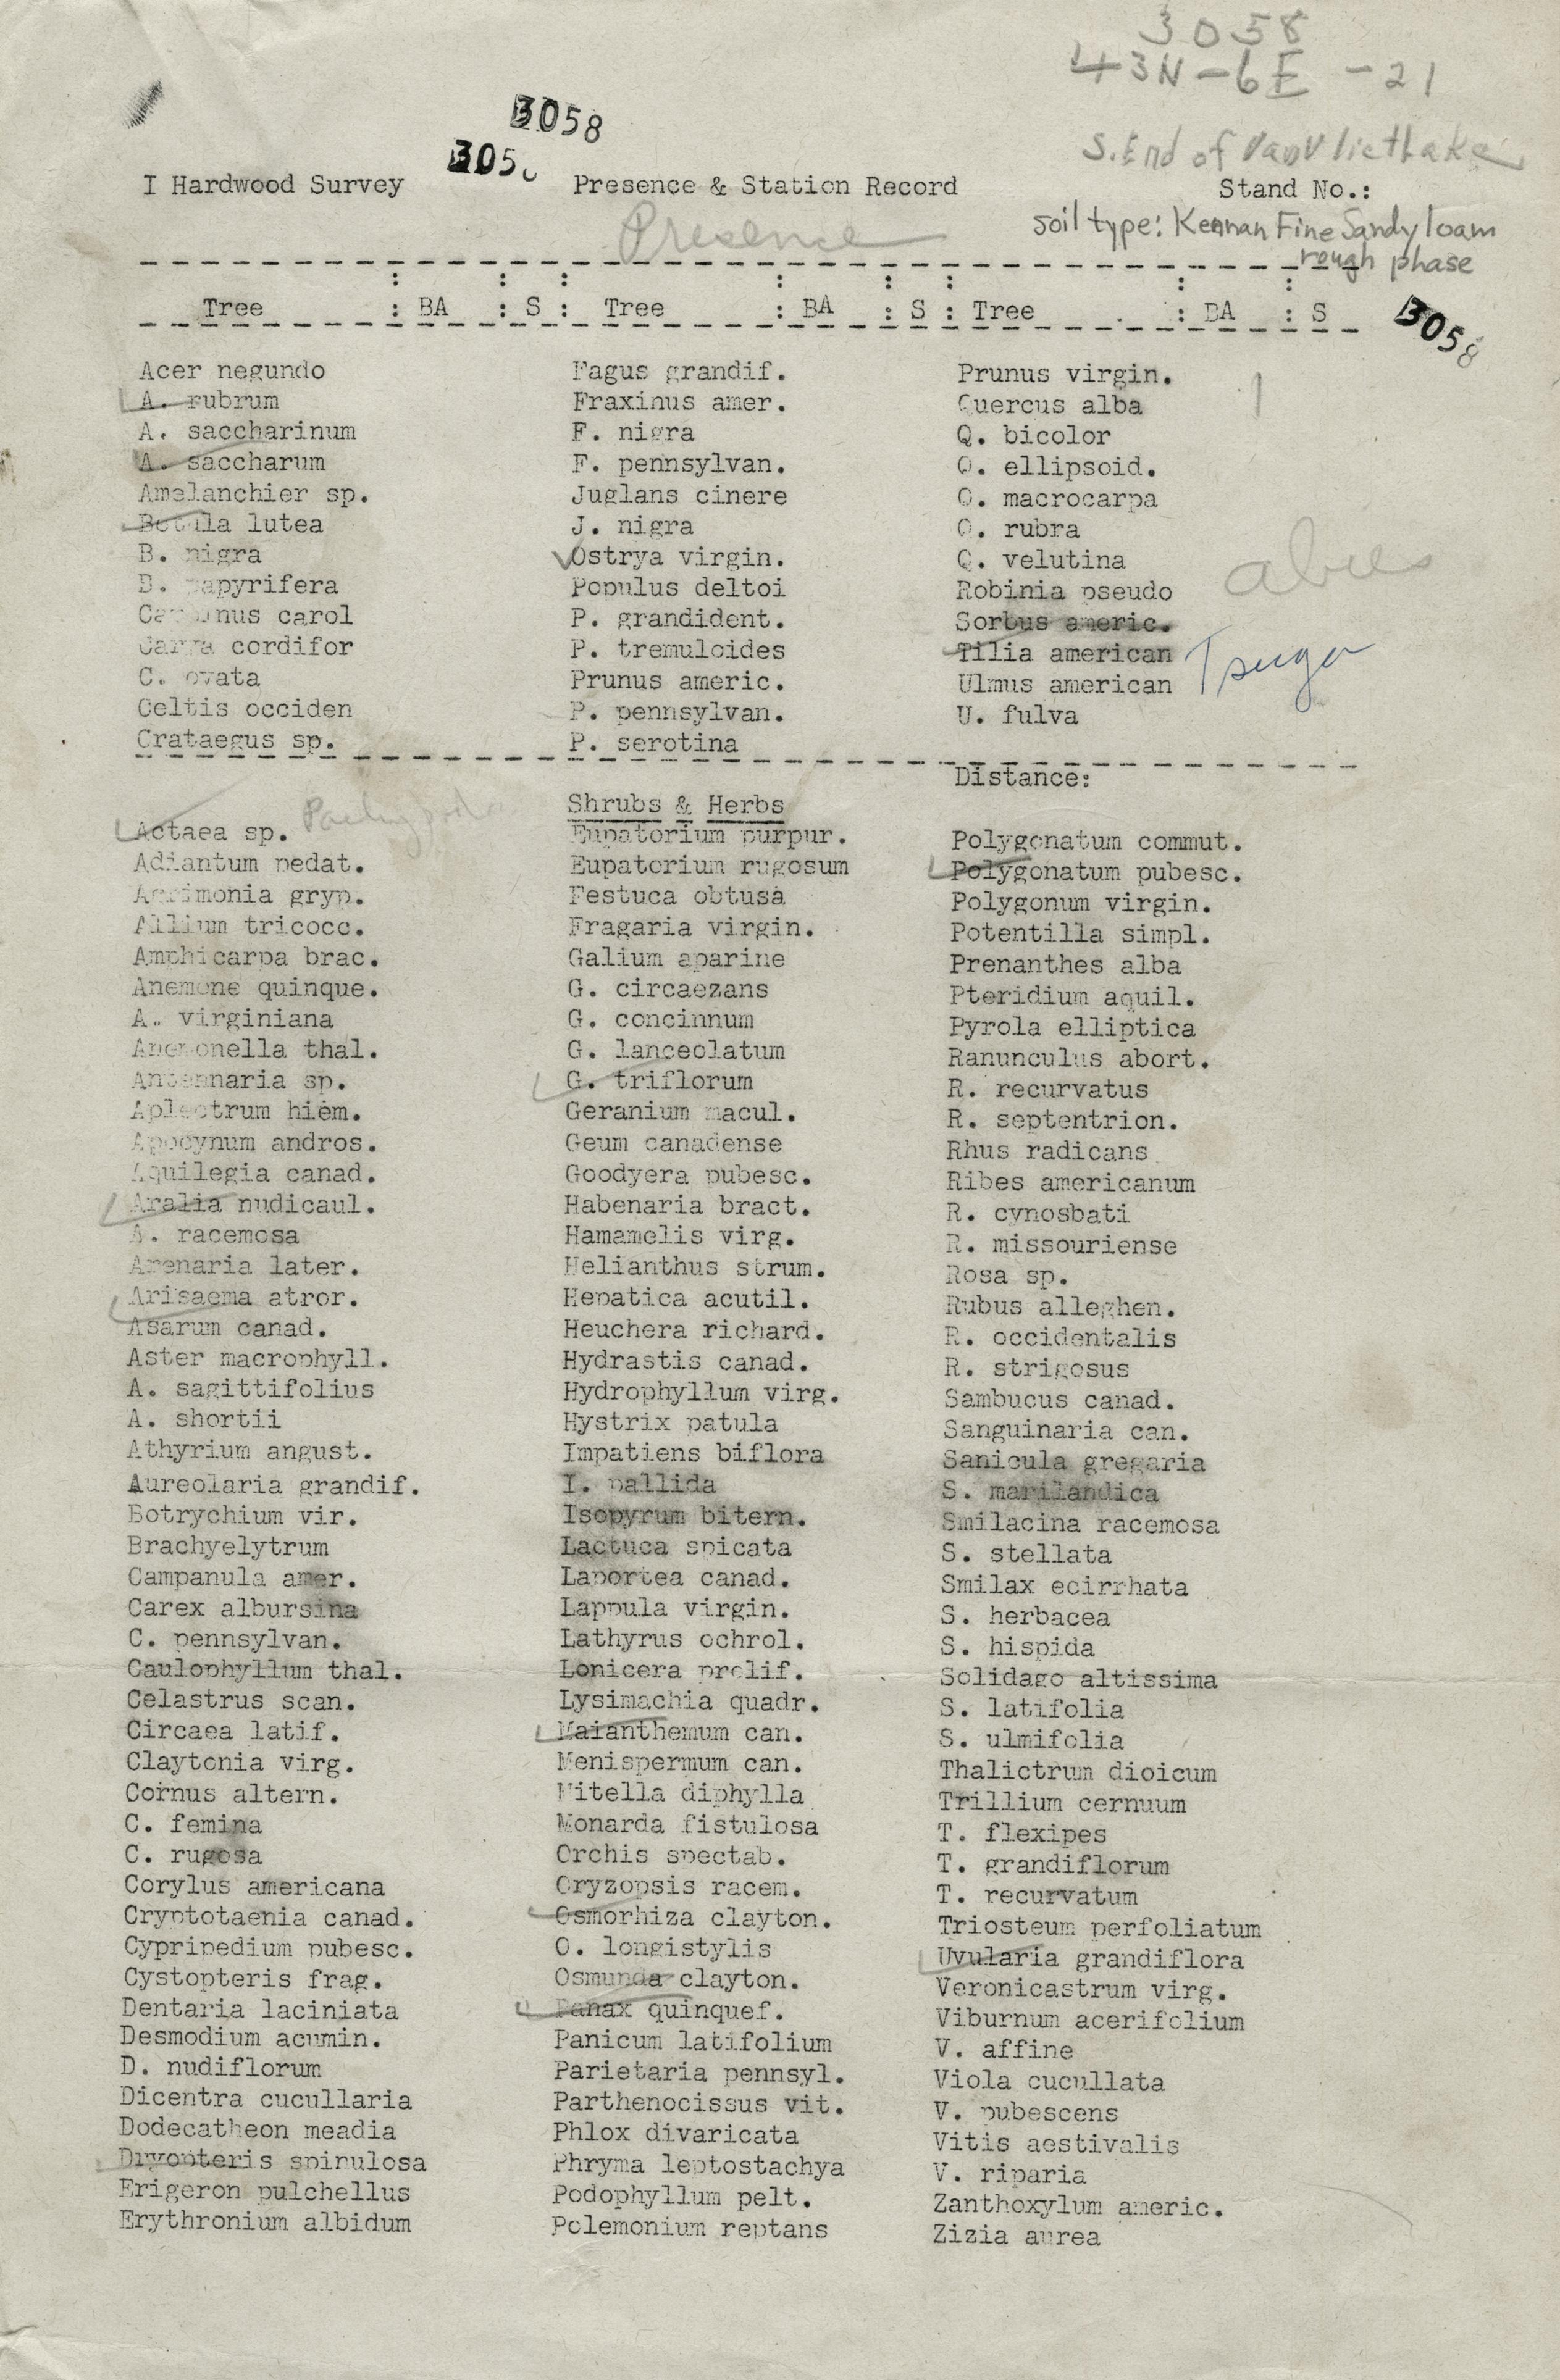 3058
43N-6E-21
3058
305
S. End of Van Vliet Lake
I Hardwood Survey Presence & Station Record Stand No.:
Presence
soil type: Kennan Fine Sandy loam
rough phase
Tree : BA : S : Tree : BA : S : Tree : BA : S
3058
Acer negundo Fagus grandif. Prunus virgin.
A. rubrum Fraxinus amer. Quercus alba
A. saccharinum F. nigra Q. bicolor
A. saccharum F. pennsylvan. Q. ellipsoid.
Amelanchier sp. Juglans cinere Q. macrocarpa
Betula lutea J. nigra Q. rubra
B. nigra Ostrya virgin. Q. velutina
abies
B. papyrifera Populus deltoi Robinia pseudo
Carpinus carol P. grandident. Sorbus americ.
Carya cordifor P. tremuloides Tilia american
Tsuga
C. ovata Prunus americ. Ulmus american
Celtis occiden P. pennsylvan. U. fulva
Crataegus sp. P. serotina
Distance:
Shrubs & Herbs
Actaea sp. Pachypoda Eupatorium purpur. Polygonatum commut.
Adiantum pedat. Eupatorium rugosum Polygonatum pubesc.
Agrimonia gryp. Festuca obtusa Polygonum virgin.
Allium tricocc. Fragaria virgin. Potentilla simpl.
Amphicarpa brac. Galium aparine Prenanthes alba
Anemone quinque. G. circaezans Pteridium aquil.
A. virginiana G. concinnum Pyrola elliptica
Anemonella thal. G. lanceolatum Ranunculus abort.
Antennaria sp. G. triflorum R. recurvatus
Aplectrum hiem. Geranium macul. R. septentrion.
Apocynum andros. Geum canadense Rhus radicans
Aquilegia canad. Goodyera pubesc. Ribes americanum
Aralia nudicaul. Habenaria bract. R. cynosbati
A. racemosa Hamamelis virg. R. missouriense
Arenaria later. Helianthus strum. Rosa sp.
Arisaema atror. Hepatica acutil. Rubus alleghen.
Asarum canad. Heuchera richard. R. occidentalis
Aster macrophyll. Hydrastis canad. R. strigosus
A. sagittifolius Hydrophyllum virg. Sambucus canad.
A. shortii Hystrix patula Sanguinaria can.
Athyrium angust. Impatiens biflora Sanicula gregaria
Aureolaria grandif. I. pallida S. marilandica
Botrychium vir. Isopyrum bitern. Smilacina racemosa
Brachyelytrum Lactuca spicata S. stellata
Campanula amer. Laportea canad. Smilax ecirrhata
Carex albursina Lappula virgin. S. herbacea
C. pennsylvan. Lathyrus ochrol. S. hispida
Caulophyllum thal. Lonicera prolif. Solidago altissima
Celastrus scan. Lysimachia quadr. S. latifolia
Circaea latif. Maianthemum can. S. ulmifolia
Claytonia virg. Menispermum can. Thalictrum dioicum
Cornus altern. Mitella diphylla Trillium cernuum
C. femina Monarda fistulosa T. flexipes
C. rugosa Orchis spectab. T. grandiflorum
Corylus americana Oryzopsis racem. T. recurvatum
Cryptotaenia canad. Osmorhiza clayton. Triosteum perfoliatum
Cypripedium pubesc. O. longistylis Uvularia grandiflora
Cystopteris frag. Osmunda clayton. Veronicastrum virg.
Dentaria laciniata Panax quinquef. Viburnum acerifolium
Desmodium acumin. Panicum latifolium V. affine
D. nudiflorum Parietaria pennsyl. Viola cucullata
Dicentra cucullaria Parthenocissus vit. V. pubescens
Dodecatheon meadia Phlox divaricata Vitis aestivalis
Dryopteris spinulosa Phryma leptostachya V. riparia
Erigeron pulchellus Podophyllum pelt. Zanthoxylum americ.
Erythronium albidum Polemonium reptans Zizia aurea